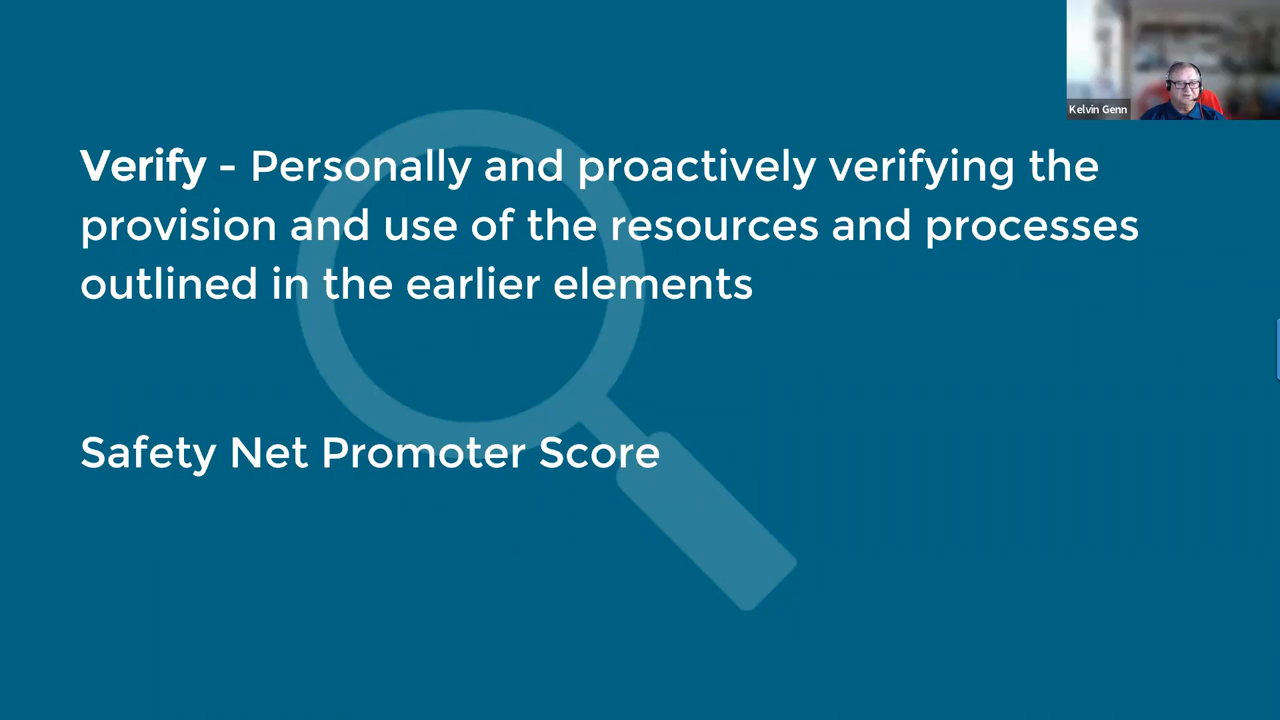 Kelvin Genn
Verify - Personally and proactively verifying the
provision and use of the resources and processes
outlined in the earlier elements
Safety Net Promoter Score